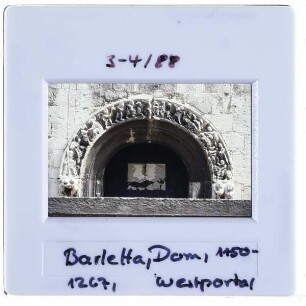 3-4/88
Barletta, Dom, 1150-
1267, Westportal